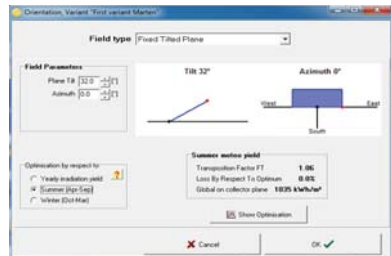 Orientation, Variant "First variant Marten"
Field type Fixed Tilted Plane
Field Parameters
Plane Tilt 32.0 [°]
Azimuth 0.0 [°]
Tilt 32° Azimuth 0°
West East
South
Optimisation by respect to
Yearly irradiation yield
Summer (Apr-Sep)
Winter (Oct-Mar)
?
Summer meteo yield
Transposition Factor FT 1.06
Loss By Respect To Optimum 0.0%
Global on collector plane 1035 kWh/m²
Show Optimisation
Cancel OK